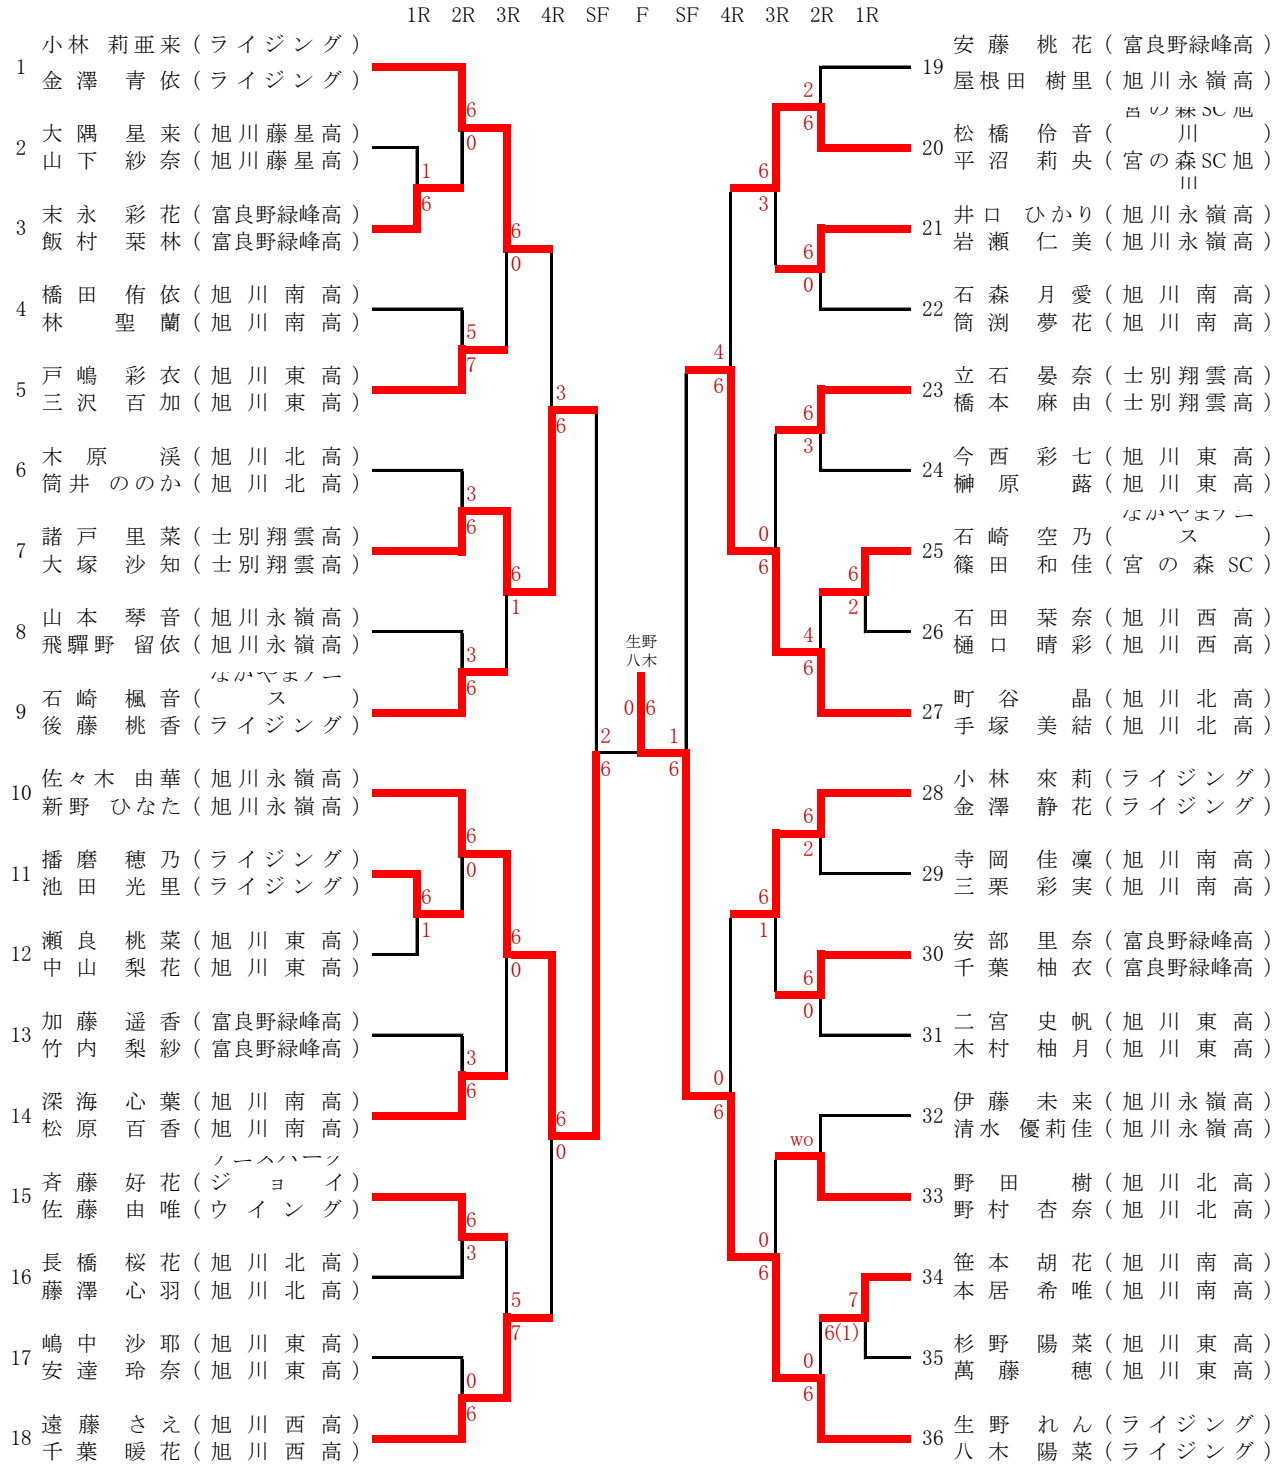 1R 2R 3R 4R SF F SF 4R 3R 2R 1R
1 小林 莉亜来 ( ライジング )
金澤 青依 ( ライジング )
2 大隅 星来 ( 旭川藤星高 )
山下 紗奈 ( 旭川藤星高 )
3 末永 彩花 ( 富良野緑峰高 )
飯村 栞林 ( 富良野緑峰高 )
4 橋田 侑依 ( 旭川南高 )
林 聖蘭 ( 旭川南高 )
5 戸嶋 彩衣 ( 旭川東高 )
三沢 百加 ( 旭川東高 )
6 木原 渓 ( 旭川北高 )
筒井 ののか ( 旭川北高 )
7 諸戸 里菜 ( 士別翔雲高 )
大塚 沙知 ( 士別翔雲高 )
8 山本 琴音 ( 旭川永嶺高 )
飛驒野 留依 ( 旭川永嶺高 )
なかやまテニ
9 石崎 楓音 ( ス )
後藤 桃香 ( ライジング )
10 佐々木 由華 ( 旭川永嶺高 )
新野 ひなた ( 旭川永嶺高 )
11 播磨 穂乃 ( ライジング )
池田 光里 ( ライジング )
12 瀬良 桃菜 ( 旭川東高 )
中山 梨花 ( 旭川東高 )
13 加藤 遥香 ( 富良野緑峰高 )
竹内 梨紗 ( 富良野緑峰高 )
14 深海 心葉 ( 旭川南高 )
松原 百香 ( 旭川南高 )
テニスパーク
15 斉藤 好花 ( ジョイ )
佐藤 由唯 ( ウイング )
16 長橋 桜花 ( 旭川北高 )
藤澤 心羽 ( 旭川北高 )
17 嶋中 沙耶 ( 旭川東高 )
安達 玲奈 ( 旭川東高 )
18 遠藤 さえ ( 旭川西高 )
千葉 暖花 ( 旭川西高 )
6
0
1
6
6
0
5
7
3
6
3
6
6
1
3
6
2
6
6
0
6
1
6
0
3
6
6
0
6
3
5
7
0
6
生野
八木
0 6
2
6
6
3
6
0
4
6
6
3
0
6
6
2
4
6
1
6
6
2
6
1
6
0
0
6
wo
0
6
7
6(1)
0
6
19 安藤 桃花 ( 富良野緑峰高 )
屋根田 樹里 ( 旭川永嶺高 )
宮の森SC旭
20 松橋 伶音 ( 川 )
平沼 莉央 ( 宮の森SC旭 )
川
21 井口 ひかり ( 旭川永嶺高 )
岩瀬 仁美 ( 旭川永嶺高 )
22 石森 月愛 ( 旭川南高 )
筒渕 夢花 ( 旭川南高 )
23 立石 晏奈 ( 士別翔雲高 )
橋本 麻由 ( 士別翔雲高 )
24 今西 彩七 ( 旭川東高 )
榊原 蕗 ( 旭川東高 )
なかやまテニ
25 石崎 空乃 ( ス )
篠田 和佳 ( 宮の森SC )
26 石田 栞奈 ( 旭川西高 )
樋口 晴彩 ( 旭川西高 )
27 町谷 晶 ( 旭川北高 )
手塚 美結 ( 旭川北高 )
28 小林 來莉 ( ライジング )
金澤 静花 ( ライジング )
29 寺岡 佳凜 ( 旭川南高 )
三栗 彩実 ( 旭川南高 )
30 安部 里奈 ( 富良野緑峰高 )
千葉 柚衣 ( 富良野緑峰高 )
31 二宮 史帆 ( 旭川東高 )
木村 柚月 ( 旭川東高 )
32 伊藤 未来 ( 旭川永嶺高 )
清水 優莉佳 ( 旭川永嶺高 )
33 野田 樹 ( 旭川北高 )
野村 杏奈 ( 旭川北高 )
34 笹本 胡花 ( 旭川南高 )
本居 希唯 ( 旭川南高 )
35 杉野 陽菜 ( 旭川東高 )
萬藤 穂 ( 旭川東高 )
36 生野 れん ( ライジング )
八木 陽菜 ( ライジング )